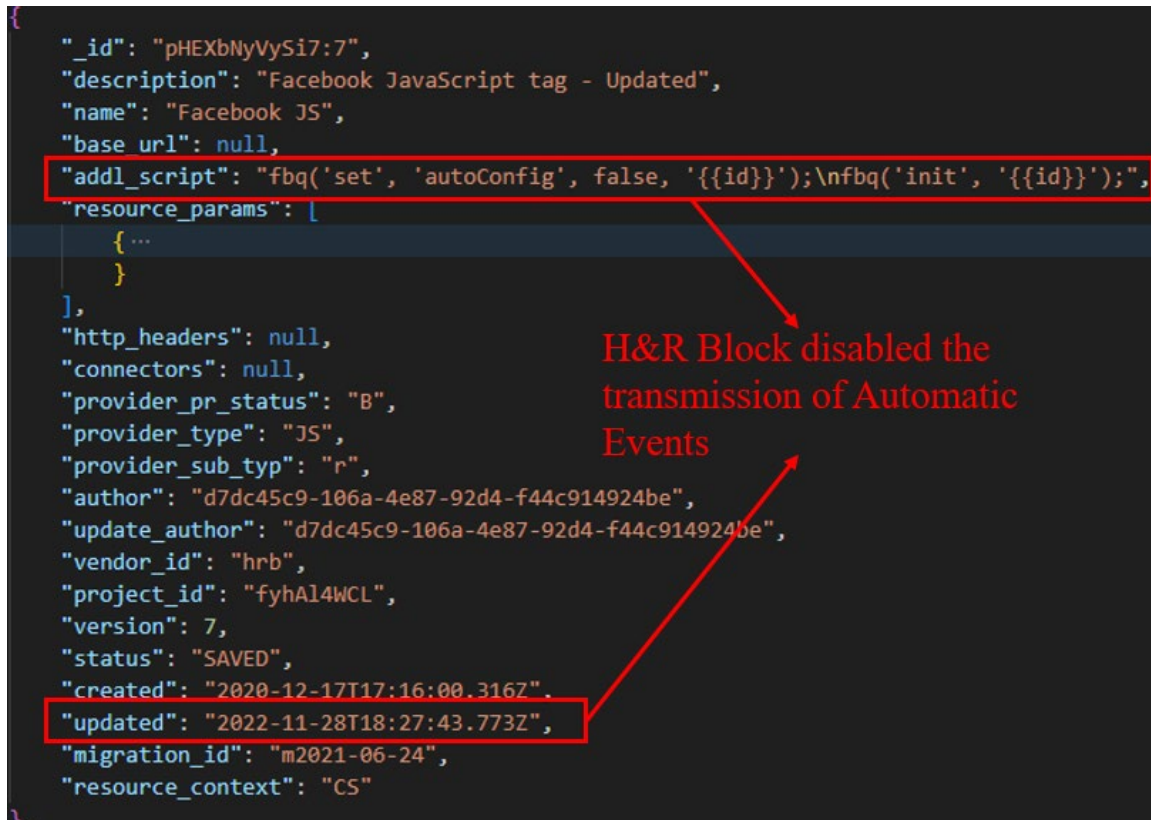 {
"_id": "pHEXbNyVySi7:7",
"description": "Facebook JavaScript tag - Updated",
"name": "Facebook JS",
"base_url": null,
"addl_script": "fbq('set', 'autoConfig', false, '{{id}}');\nfbq('init', '{{id}}');",
"resource_params": [
{ ...
}
],
"http_headers": null,
"connectors": null,
"provider_pr_status": "B",
"provider_type": "JS",
"provider_sub_typ": "r",
"author": "d7dc45c9-106a-4e87-92d4-f44c914924be",
"update_author": "d7dc45c9-106a-4e87-92d4-f44c914924be",
"vendor_id": "hrb",
"project_id": "fyhAl4WCL",
"version": 7,
"status": "SAVED",
"created": "2020-12-17T17:16:00.316Z",
"updated": "2022-11-28T18:27:43.773Z",
"migration_id": "m2021-06-24",
"resource_context": "CS"
}
H&R Block disabled the
transmission of Automatic
Events